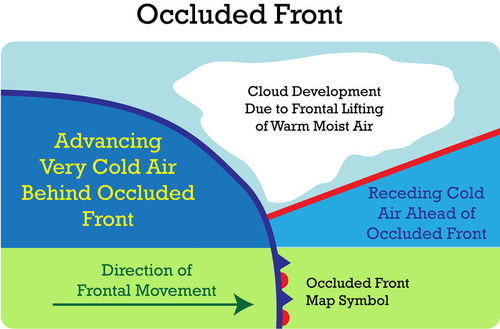 Occluded Front
Cloud Development
Due to Frontal Lifting
of Warm Moist Air
Advancing
Very Cold Air
Behind Occluded
Front
Receding Cold
Air Ahead of
Occluded Front
Direction of
Frontal Movement
Occluded Front
Map Symbol